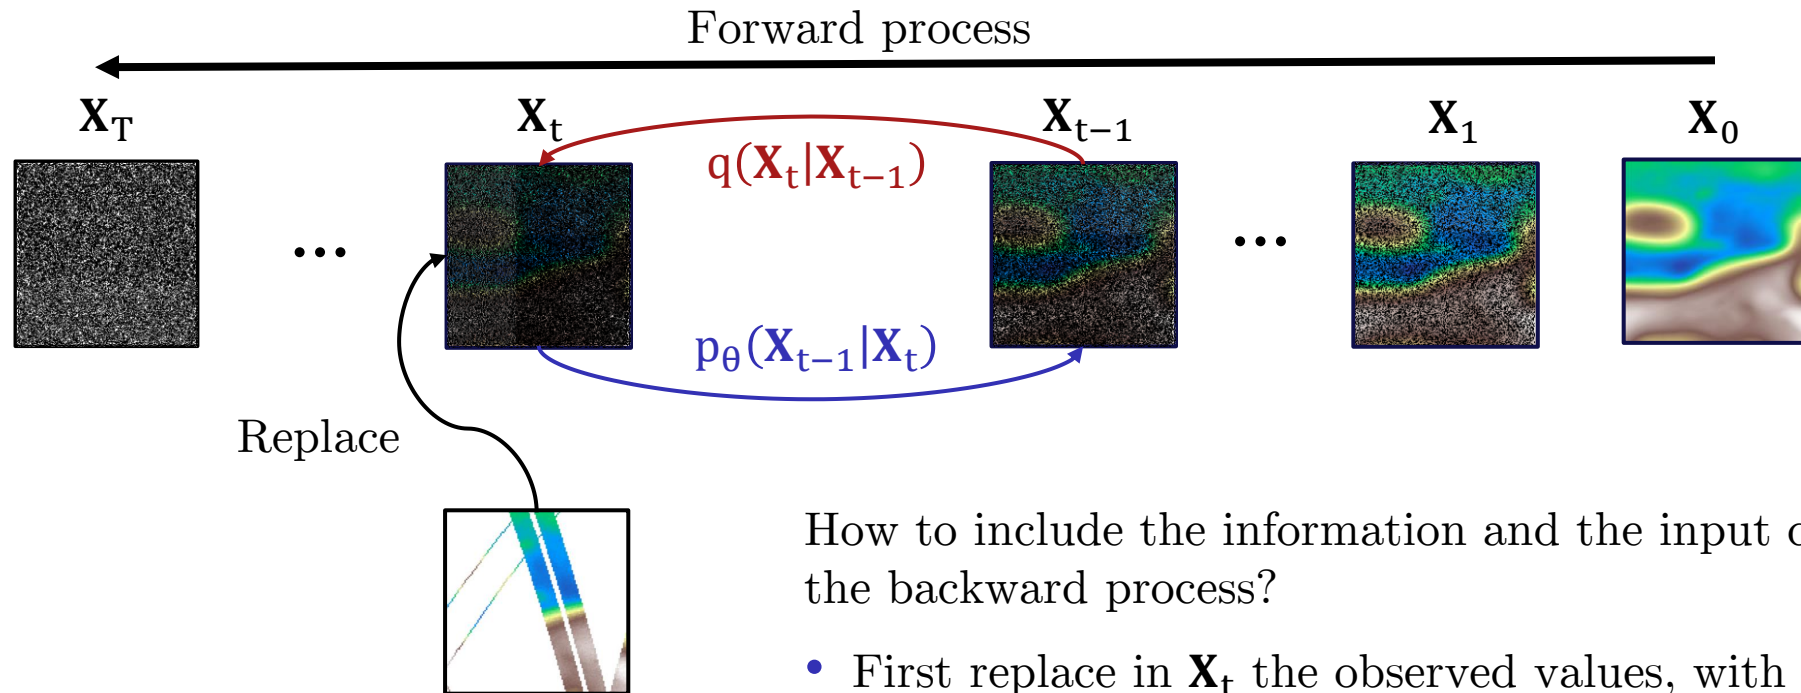 Forward process
X_T X_t X_{t−1} X_1 X_0
q(X_t|X_{t−1})
...
...
p_θ(X_{t−1}|X_t)
Replace
How to include the information and the input
the backward process?
• First replace in X_t the observed values, with